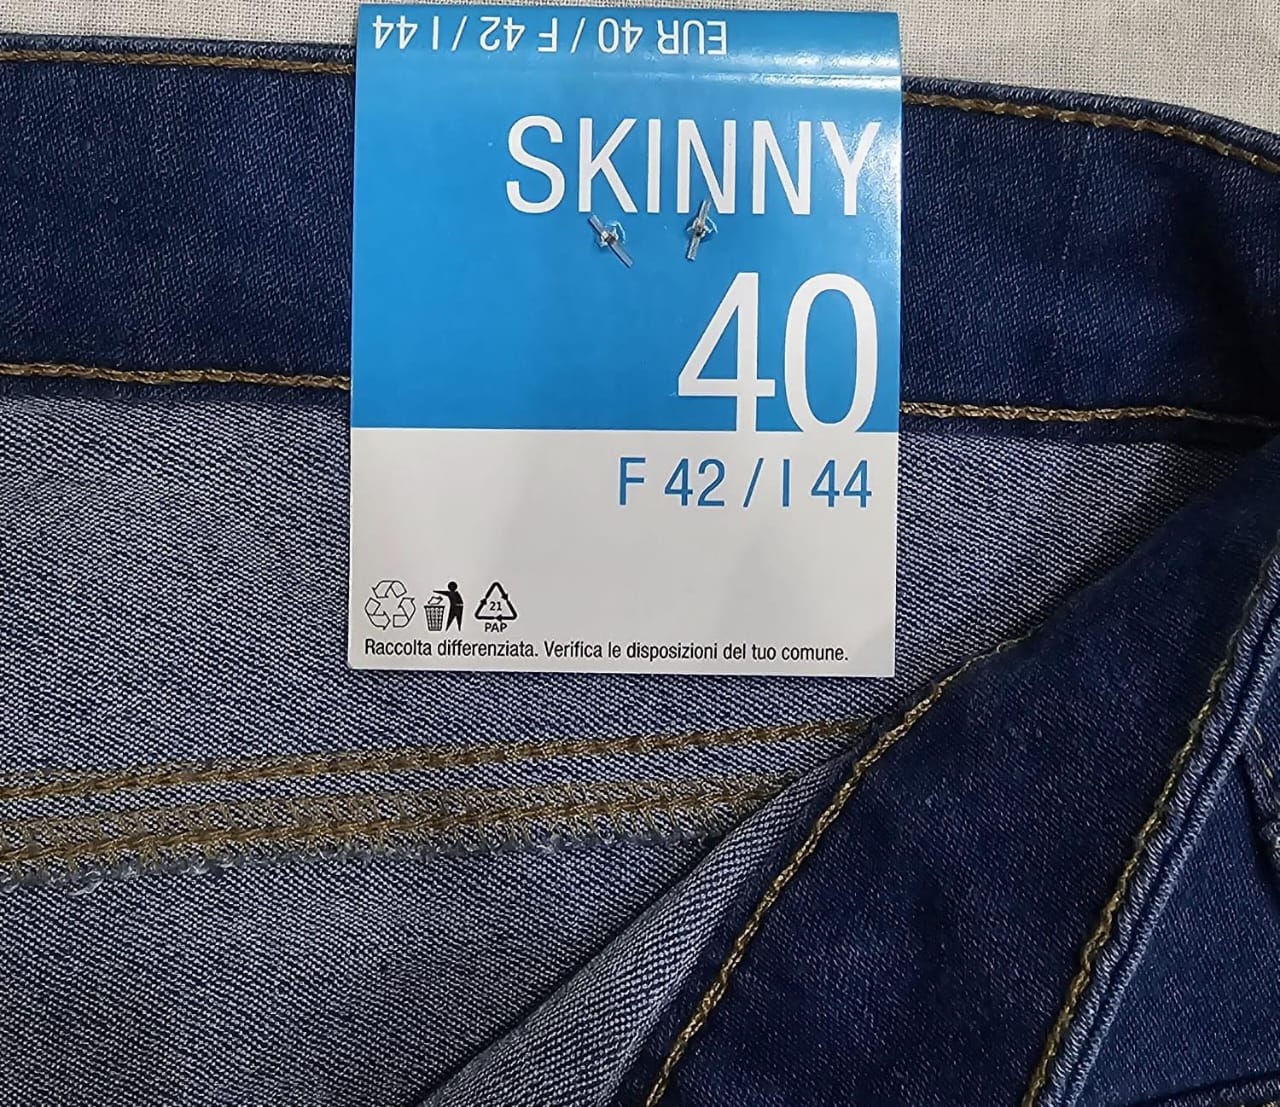 EUR 40 / F 42 / I 44
SKINNY
40
F 42 / I 44
21
PAP
Raccolta differenziata. Verifica le disposizioni del tuo comune.